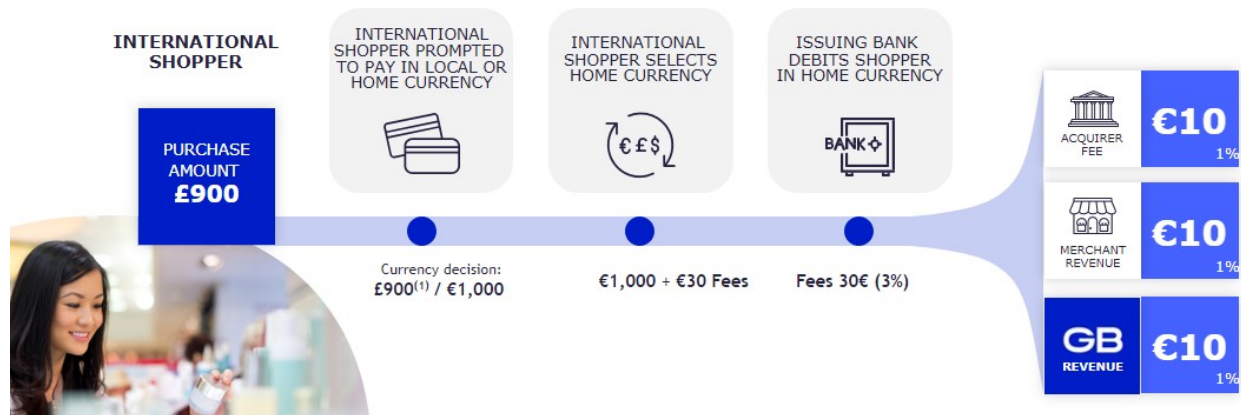 INTERNATIONAL
SHOPPER
PURCHASE
AMOUNT
£900
INTERNATIONAL
SHOPPER PROMPTED
TO PAY IN LOCAL OR
HOME CURRENCY
Currency decision:
£900(1) / €1,000
INTERNATIONAL
SHOPPER SELECTS
HOME CURRENCY
€ £ $
€1,000 + €30 Fees
ISSUING BANK
DEBITS SHOPPER
IN HOME CURRENCY
BANK
Fees 30€ (3%)
ACQUIRER
FEE
€10
1%
MERCHANT
REVENUE
€10
1%
GB
REVENUE
€10
1%